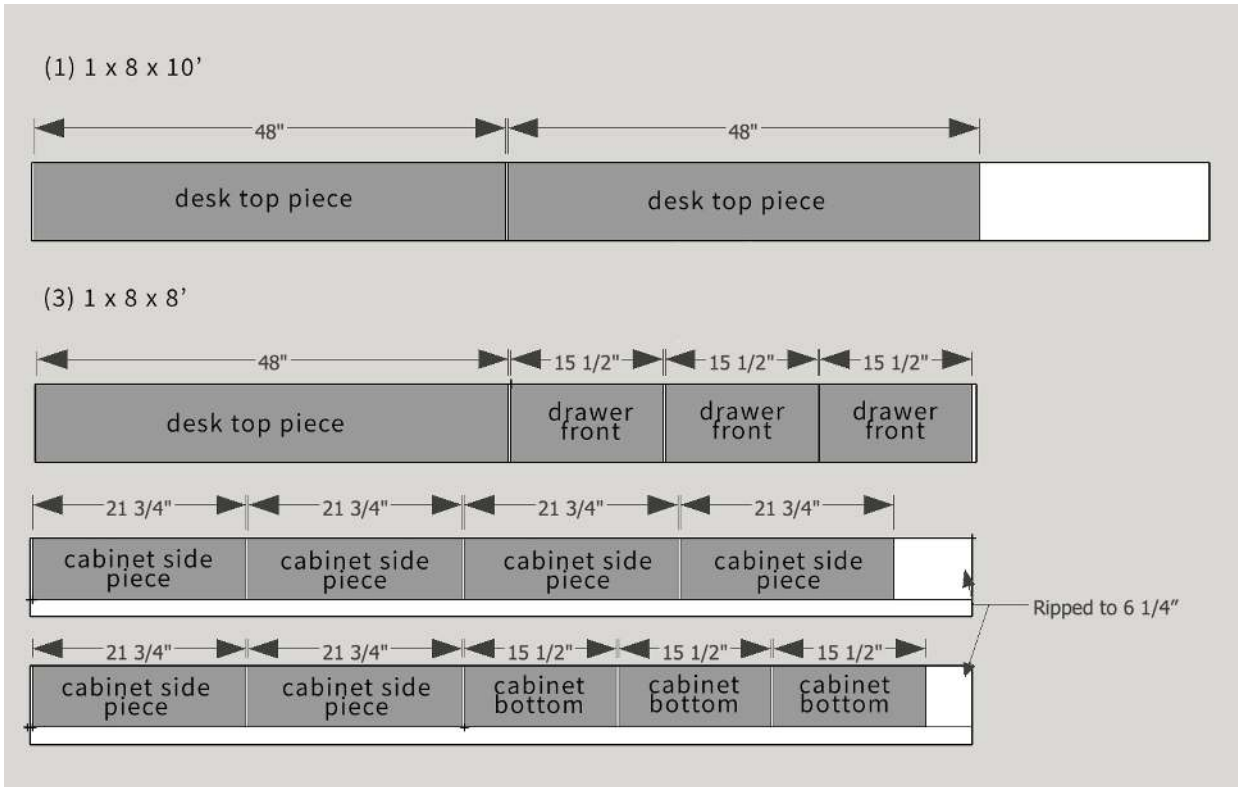 (1) 1 x 8 x 10’
48" 48"
desk top piece desk top piece
(3) 1 x 8 x 8’
48" 15 1/2" 15 1/2" 15 1/2"
desk top piece drawer front drawer front drawer front
21 3/4" 21 3/4" 21 3/4" 21 3/4"
cabinet side piece cabinet side piece cabinet side piece cabinet side piece
Ripped to 6 1/4”
21 3/4" 21 3/4" 15 1/2" 15 1/2" 15 1/2"
cabinet side piece cabinet side piece cabinet bottom cabinet bottom cabinet bottom